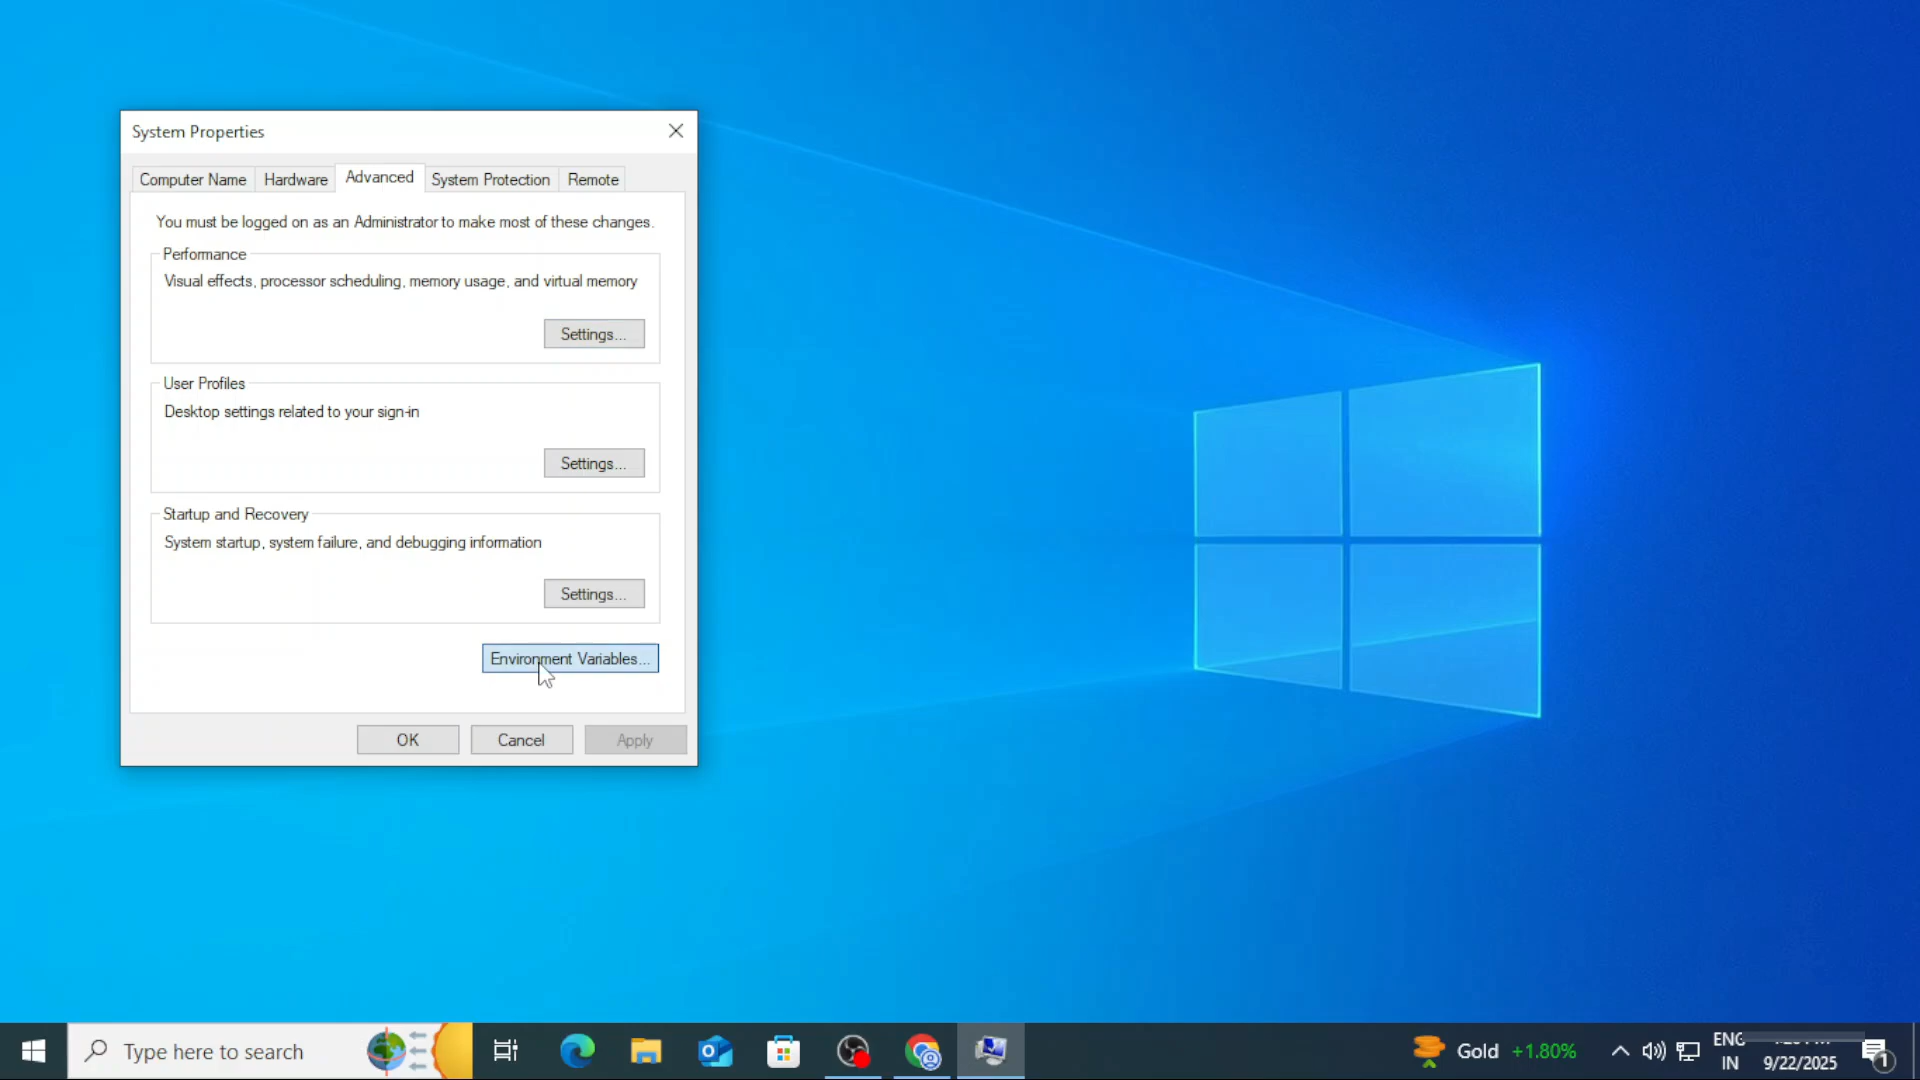 System Properties
Computer Name Hardware Advanced System Protection Remote
You must be logged on as an Administrator to make most of these changes.
Performance
Visual effects, processor scheduling, memory usage, and virtual memory
Settings...
User Profiles
Desktop settings related to your sign-in
Settings...
Startup and Recovery
System startup, system failure, and debugging information
Settings...
Environment Variables...
OK Cancel Apply
Type here to search
Gold +1.80%
ENG
IN
9/22/2025
1